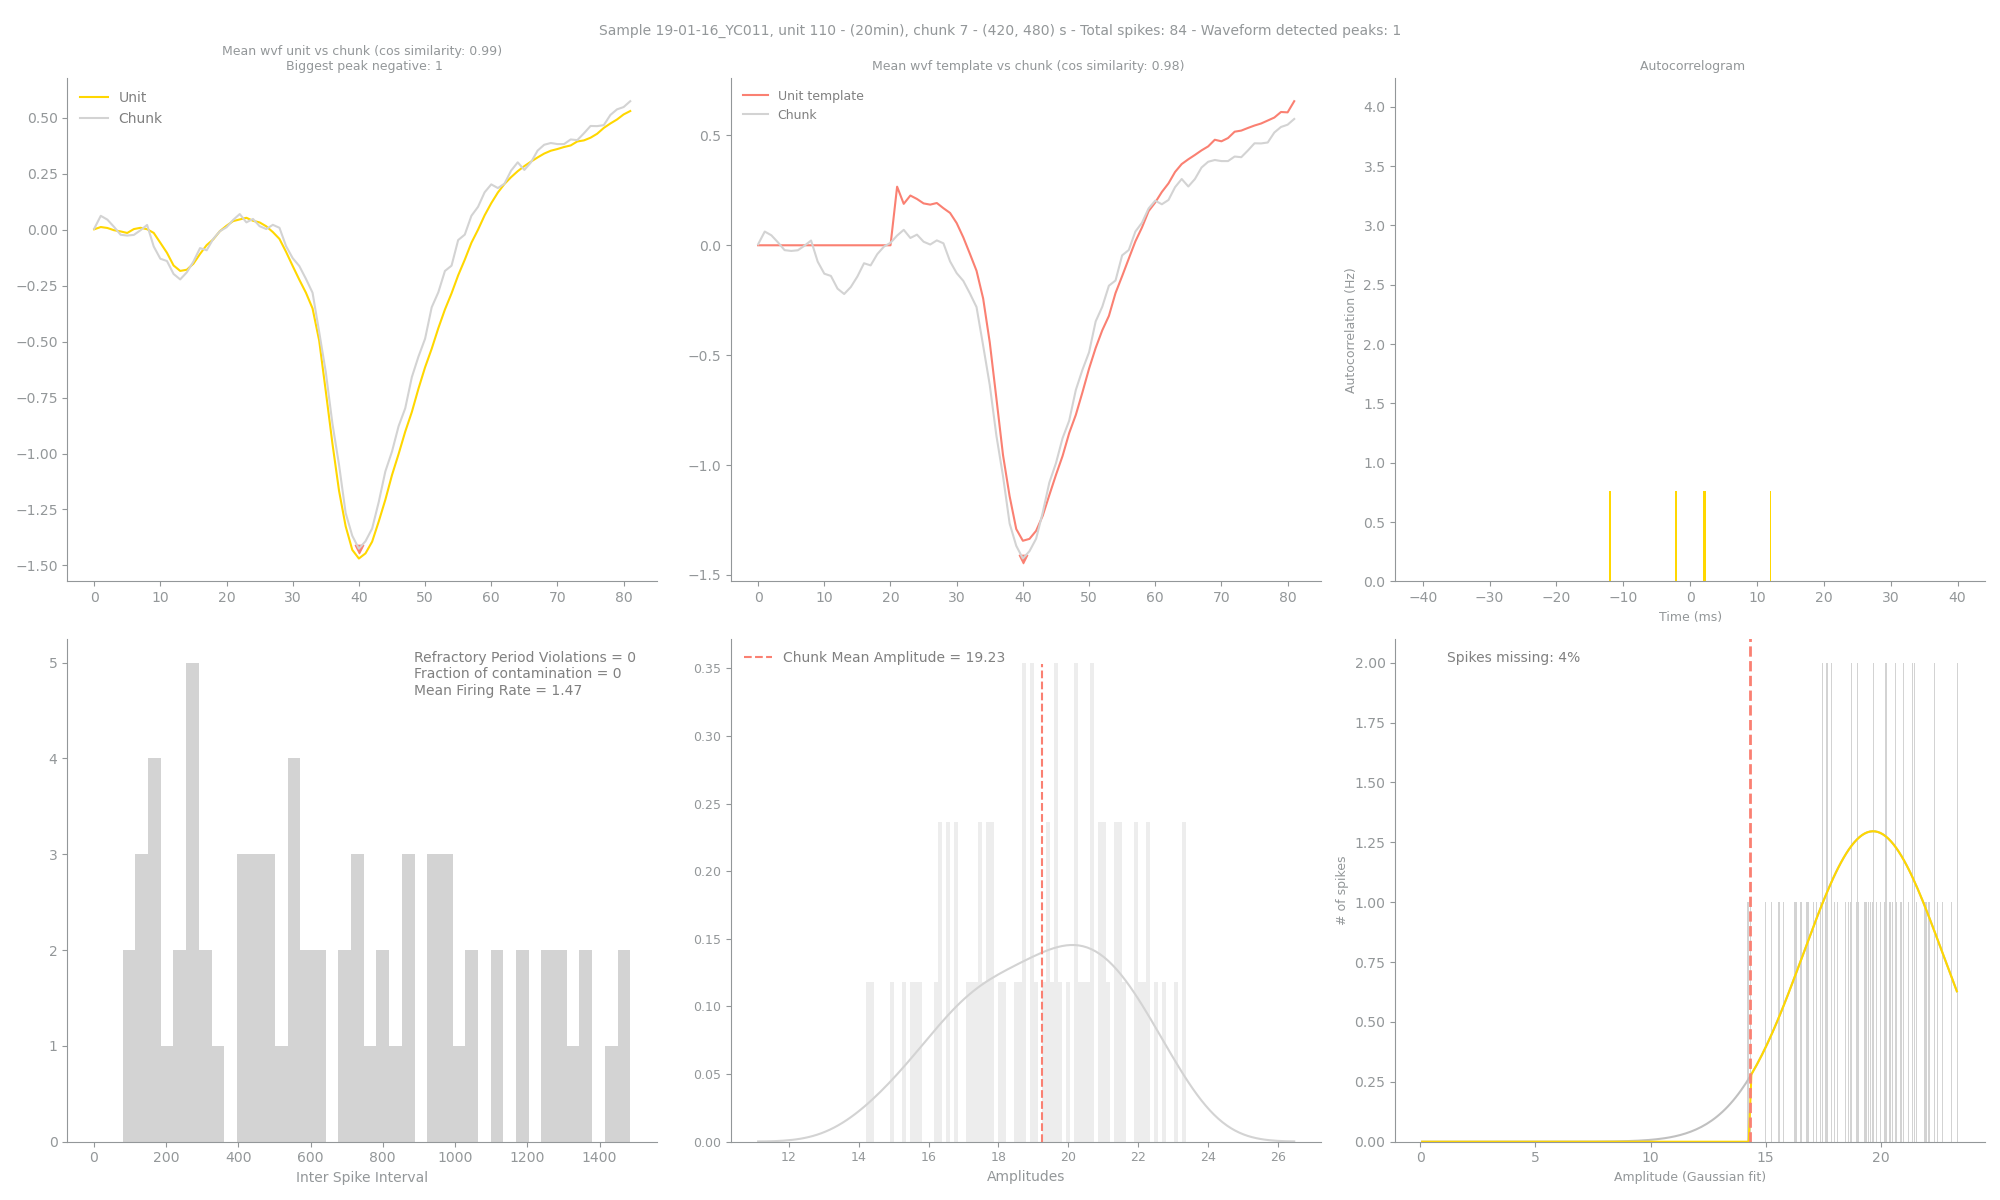 Sample 19-01-16_YC011, unit 110 - (20min), chunk 7 - (420, 480) s - Total spikes: 84 - Waveform detected peaks: 1
Mean wvf unit vs chunk (cos similarity: 0.99)
Biggest peak negative: 1
Unit
Chunk
0.50
0.25
0.00
−0.25
−0.50
−0.75
−1.00
−1.25
−1.50
0 10 20 30 40 50 60 70 80
Mean wvf template vs chunk (cos similarity: 0.98)
Unit template
Chunk
0.5
0.0
−0.5
−1.0
−1.5
0 10 20 30 40 50 60 70 80
Autocorrelogram
Autocorrelation (Hz)
4.0
3.5
3.0
2.5
2.0
1.5
1.0
0.5
0.0
−40 −30 −20 −10 0 10 20 30 40
Time (ms)
Refractory Period Violations = 0
Fraction of contamination = 0
Mean Firing Rate = 1.47
5
4
3
2
1
0
0 200 400 600 800 1000 1200 1400
Inter Spike Interval
Chunk Mean Amplitude = 19.23
0.35
0.30
0.25
0.20
0.15
0.10
0.05
0.00
12 14 16 18 20 22 24 26
Amplitudes
Spikes missing: 4%
# of spikes
2.00
1.75
1.50
1.25
1.00
0.75
0.50
0.25
0.00
0 5 10 15 20
Amplitude (Gaussian fit)